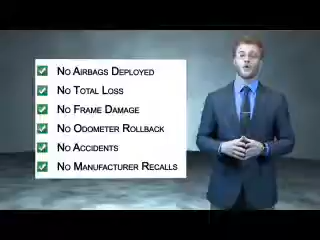 No Airbags Deployed
No Total Loss
No Frame Damage
No Odometer Rollback
No Accidents
No Manufacturer Recalls